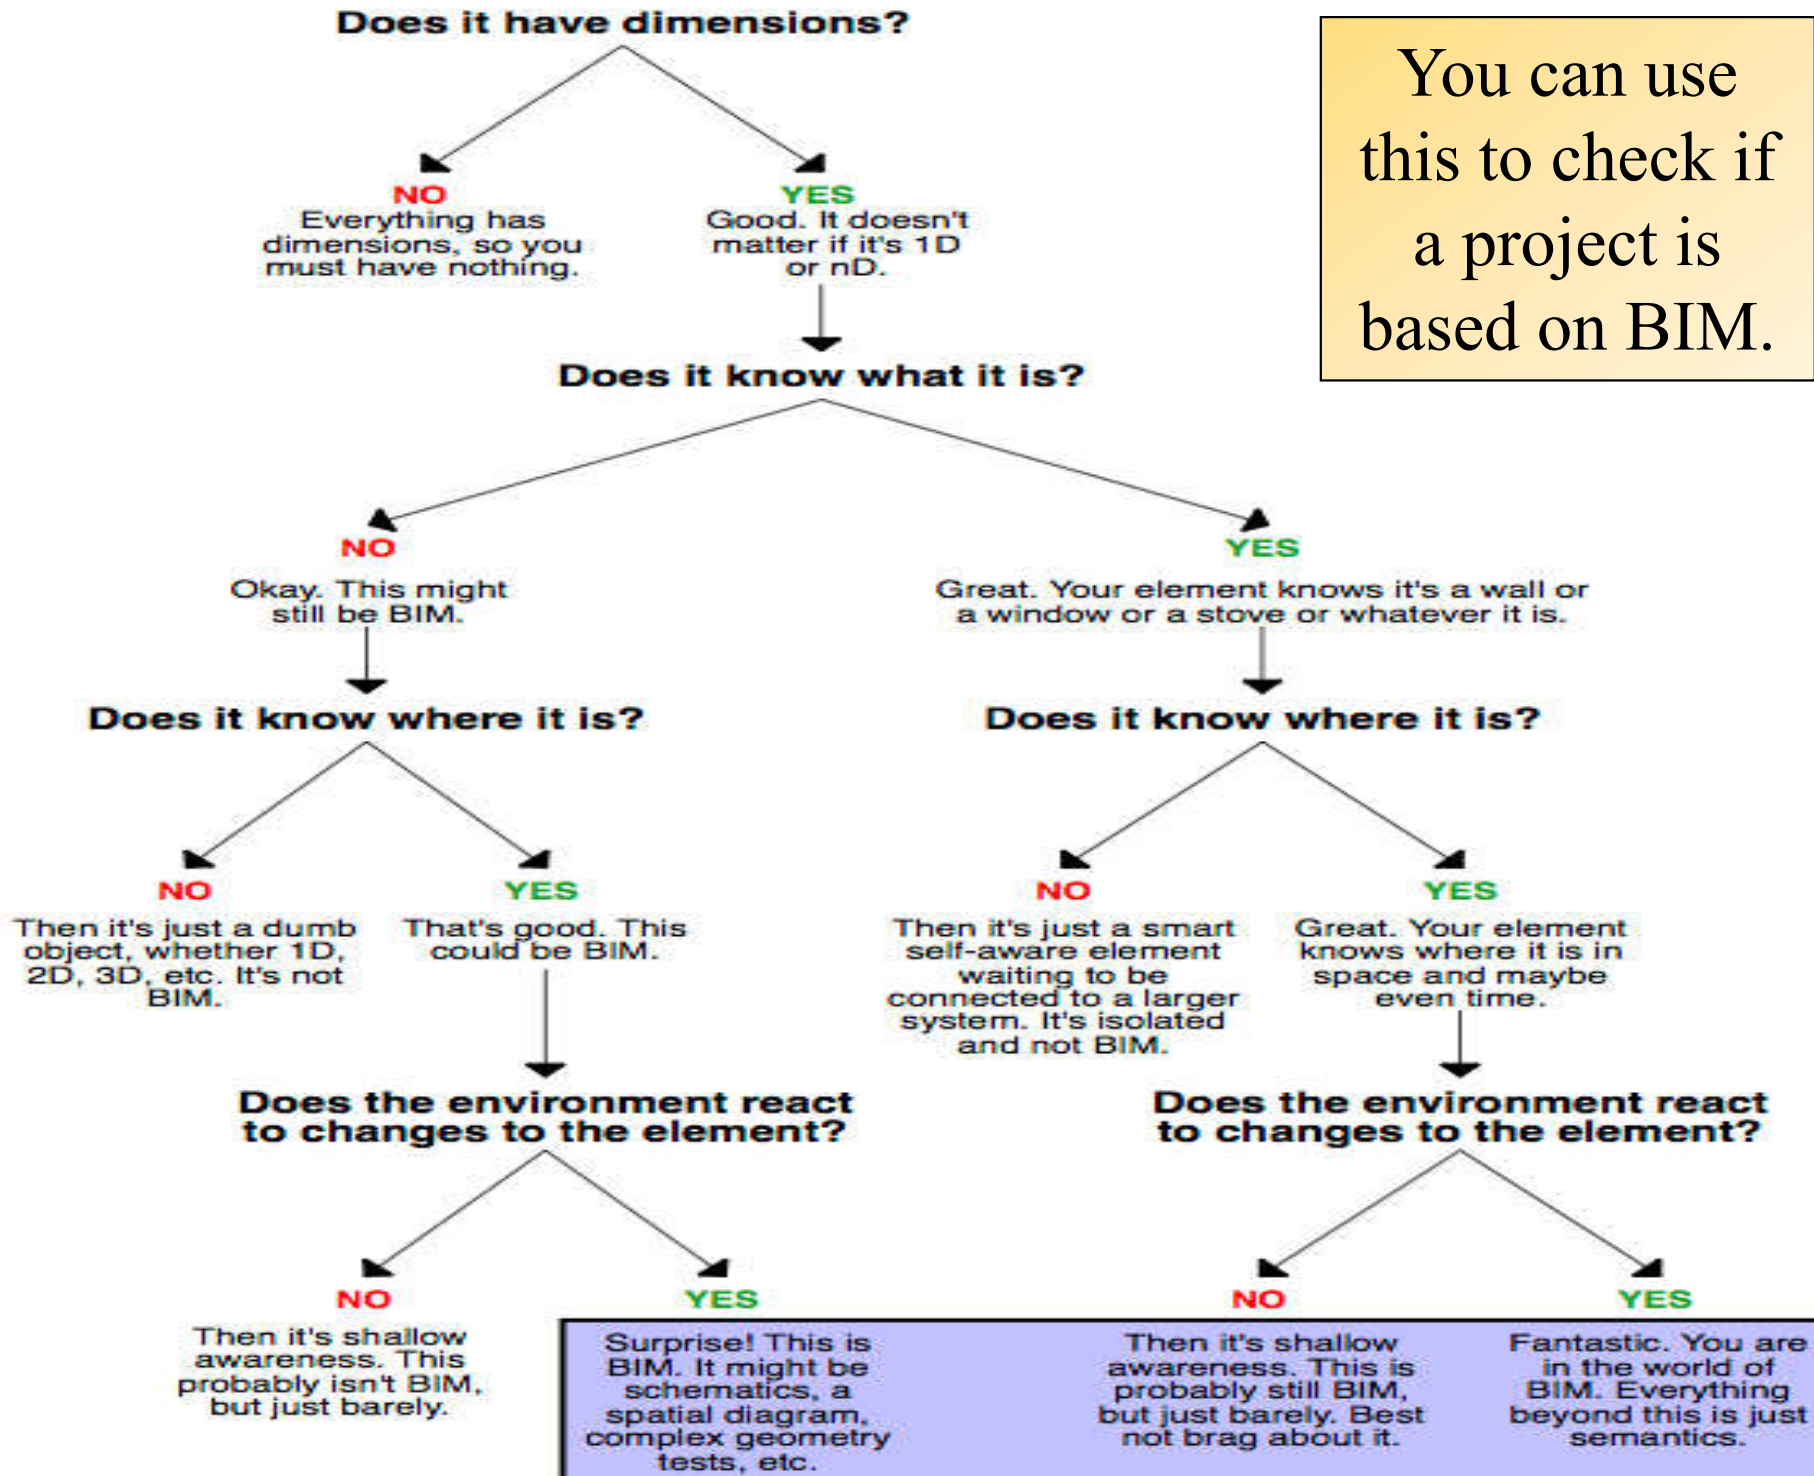 Does it have dimensions?
You can use
this to check if
a project is
based on BIM.
NO
Everything has
dimensions, so you
must have nothing.
YES
Good. It doesn't
matter if it's 1D
or nD.
Does it know what it is?
NO
Okay. This might
still be BIM.
YES
Great. Your element knows it's a wall or
a window or a stove or whatever it is.
Does it know where it is?
Does it know where it is?
NO
Then it's just a dumb
object, whether 1D,
2D, 3D, etc. It's not
BIM.
YES
That's good. This
could be BIM.
NO
Then it's just a smart
self-aware element
waiting to be
connected to a larger
system. It's isolated
and not BIM.
YES
Great. Your element
knows where it is in
space and maybe
even time.
Does the environment react
to changes to the element?
Does the environment react
to changes to the element?
NO
Then it's shallow
awareness. This
probably isn't BIM,
but just barely.
YES
Surprise! This is
BIM. It might be
schematics, a
spatial diagram,
complex geometry
tests, etc.
NO
Then it's shallow
awareness. This is
probably still BIM,
but just barely. Best
not brag about it.
YES
Fantastic. You are
in the world of
BIM. Everything
beyond this is just
semantics.